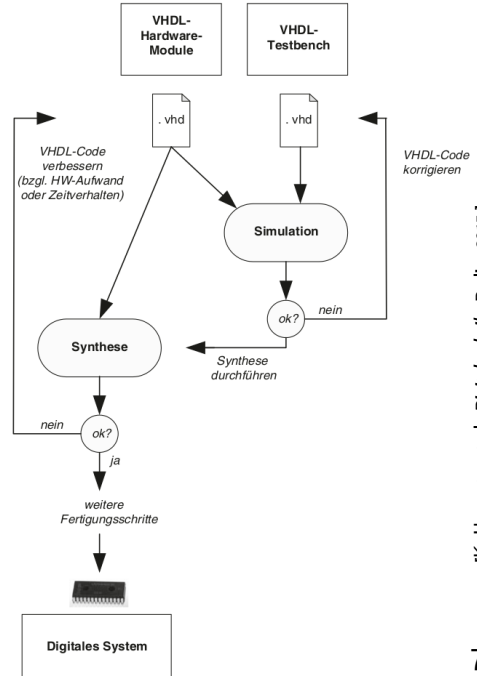 VHDL-
Hardware-
Module
VHDL-
Testbench
. vhd
. vhd
VHDL-Code
verbessern
(bzgl. HW-Aufwand
oder Zeitverhalten)
VHDL-Code
korrigieren
Simulation
ok?
nein
Synthese
Synthese
durchführen
nein
ok?
ja
weitere
Fertigungsschritte
Digitales System